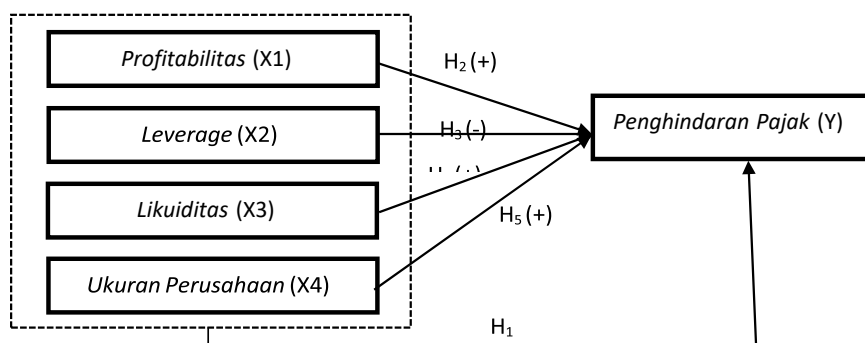 Profitabilitas (X1)
H₂ (+)
Leverage (X2)
H₃ (-)
Penghindaran Pajak (Y)
Likuiditas (X3)
H₅ (+)
Ukuran Perusahaan (X4)
H₁